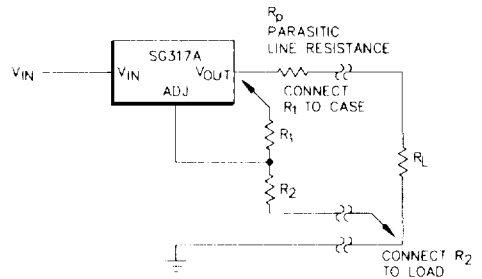 Rp
PARASITIC
LINE RESISTANCE
SG317A
VIN
VIN
VOUT
ADJ
CONNECT
R1 TO CASE
R1
R2
RL
CONNECT R2
TO LOAD